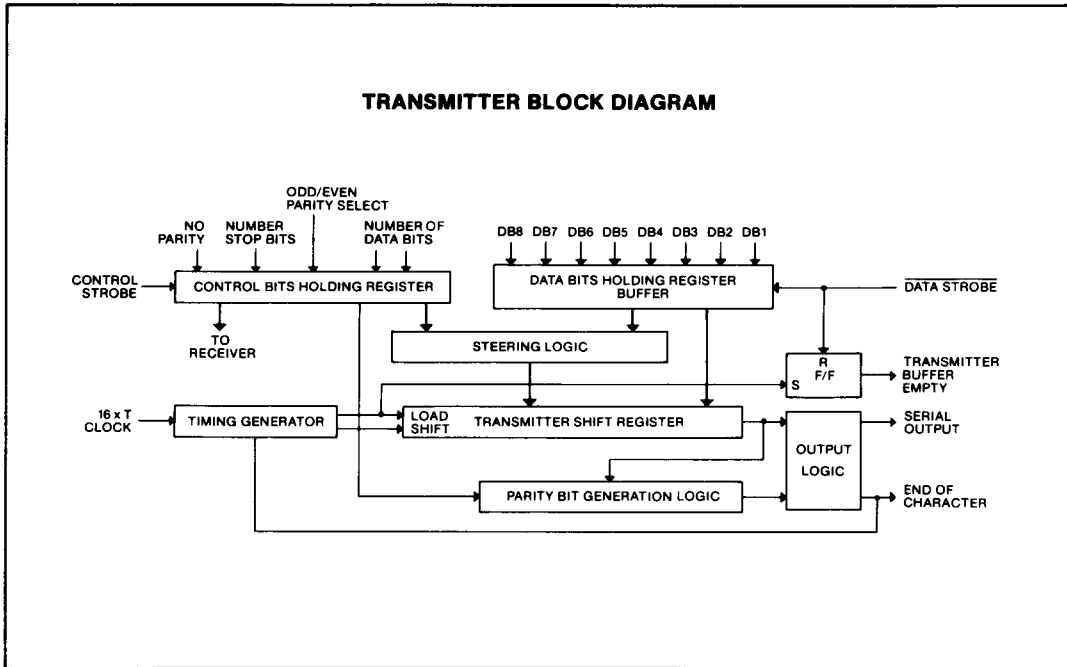 TRANSMITTER BLOCK DIAGRAM
ODD/EVEN
PARITY SELECT
NO
PARITY
NUMBER
STOP BITS
NUMBER OF
DATA BITS
DB8 DB7 DB6 DB5 DB4 DB3 DB2 DB1
CONTROL
STROBE
CONTROL BITS HOLDING REGISTER
DATA BITS HOLDING REGISTER
BUFFER
DATA STROBE
TO
RECEIVER
STEERING LOGIC
R
F/F
S
TRANSMITTER
BUFFER
EMPTY
16 x T
CLOCK
TIMING GENERATOR
LOAD
SHIFT
TRANSMITTER SHIFT REGISTER
OUTPUT
LOGIC
SERIAL
OUTPUT
PARITY BIT GENERATION LOGIC
END OF
CHARACTER